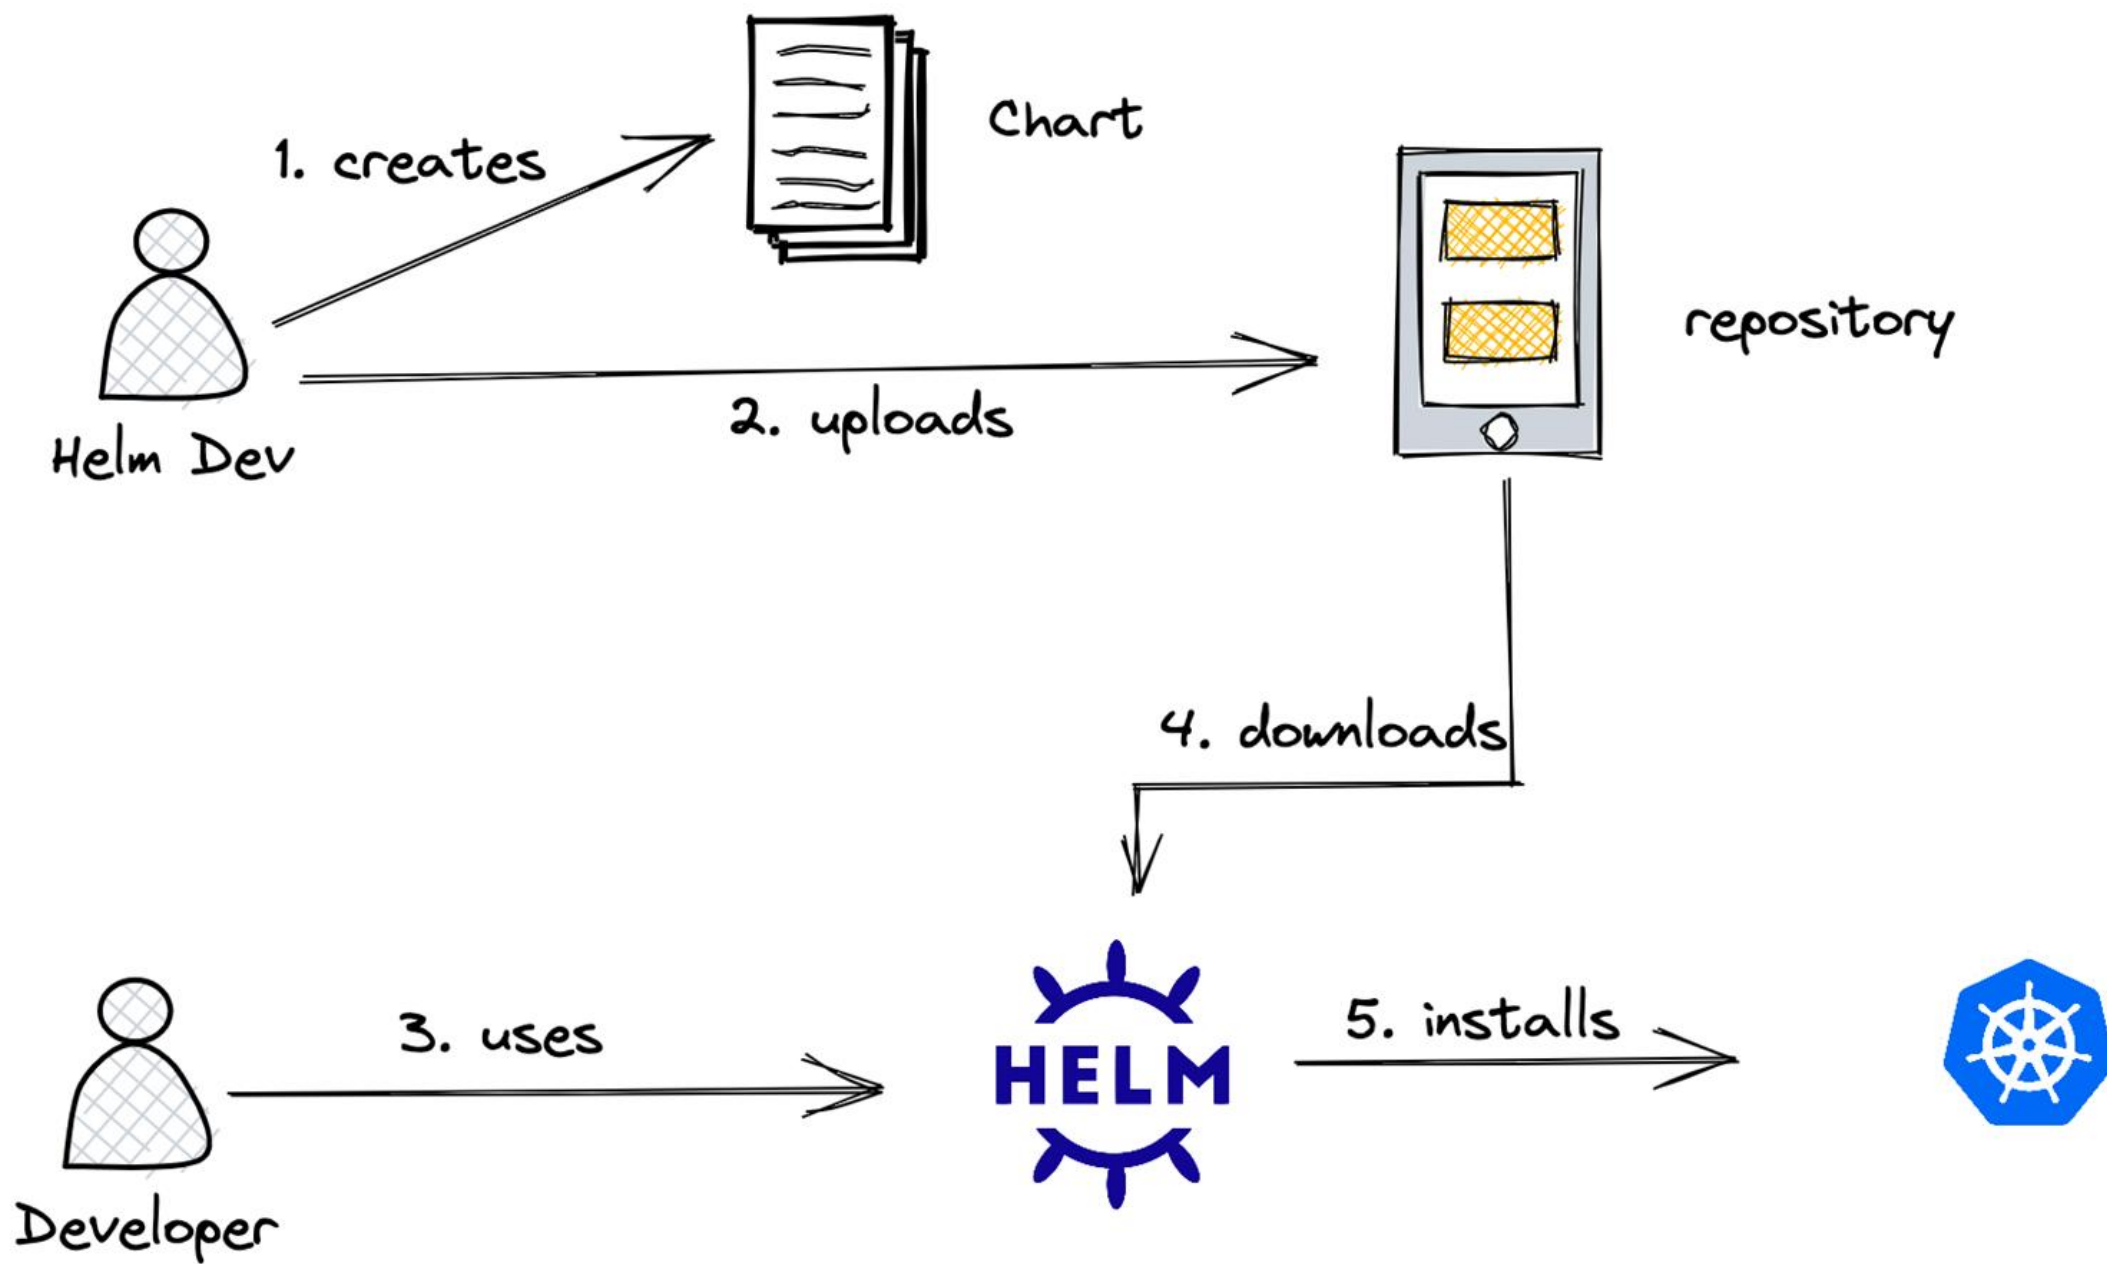 1. creates
Chart
repository
2. uploads
Helm Dev
4. downloads
3. uses
HELM
5. installs
Developer